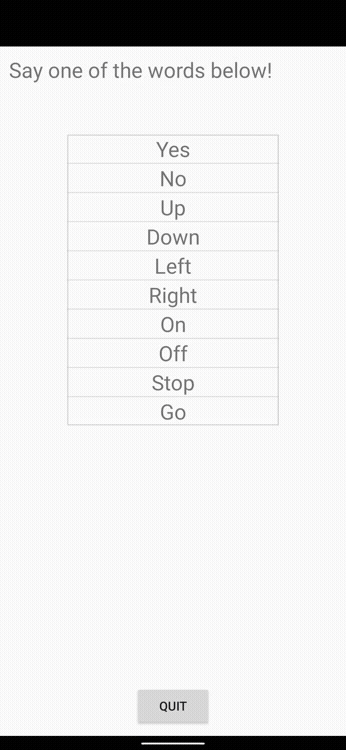 Say one of the words below!
Yes
No
Up
Down
Left
Right
On
Off
Stop
Go
QUIT